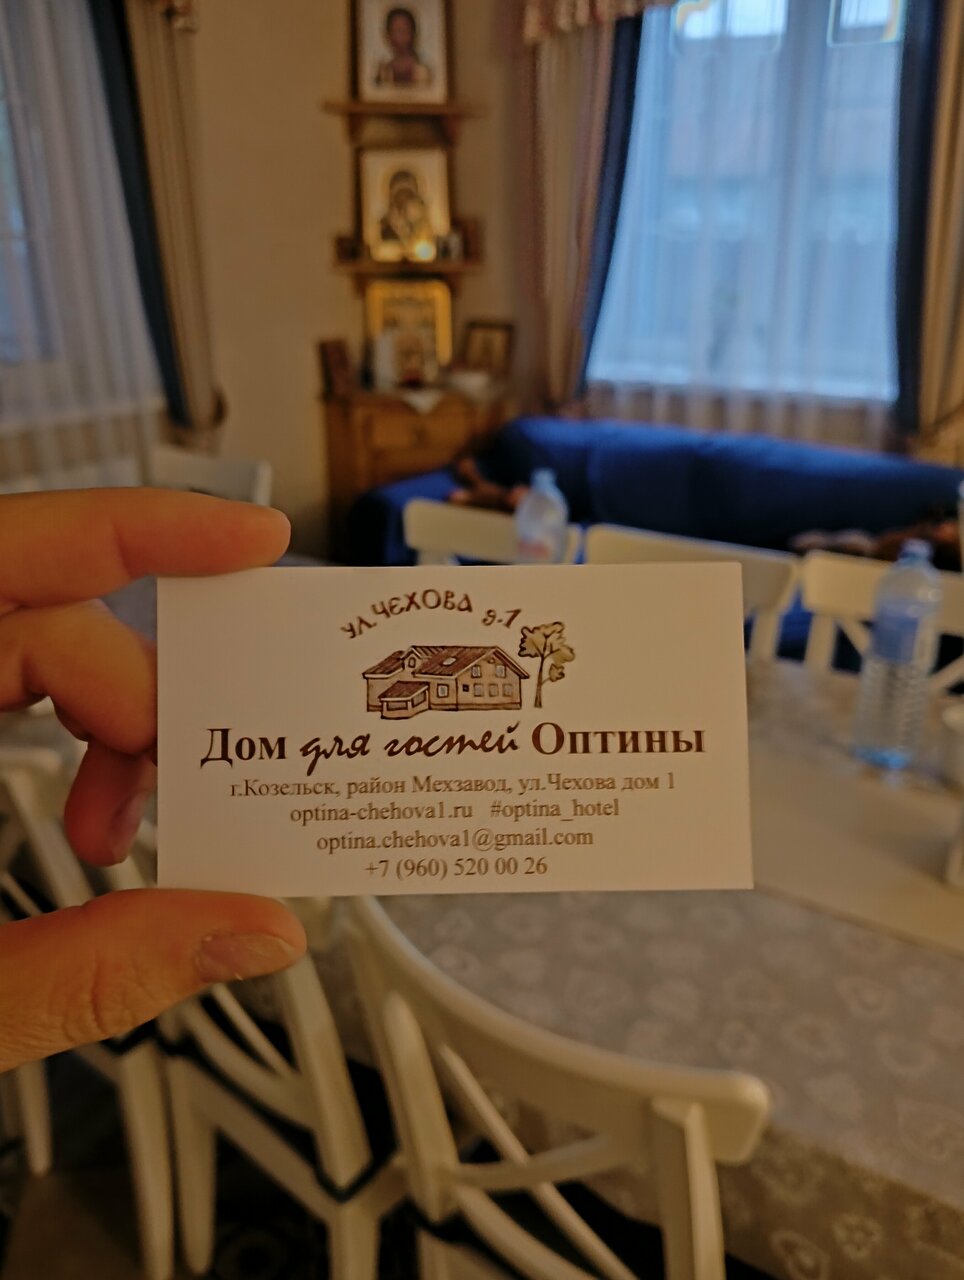 ул.Чехова д-1
Дом для гостей Оптины
г.Козельск, район Мехзавод, ул.Чехова дом 1
optina-chehova1.ru #optina_hotel
optina.chehova1@gmail.com
+7 (960) 520 00 26